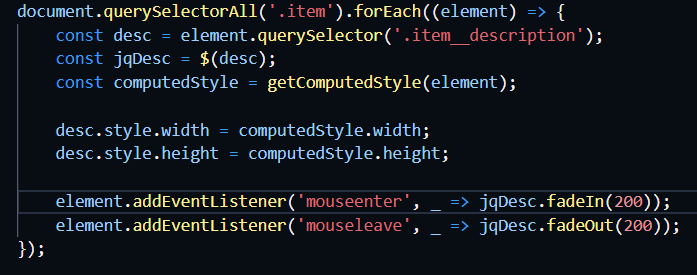 document.querySelectorAll('.item').forEach((element) => {
    const desc = element.querySelector('.item__description');
    const jqDesc = $(desc);
    const computedStyle = getComputedStyle(element);

    desc.style.width = computedStyle.width;
    desc.style.height = computedStyle.height;

    element.addEventListener('mouseenter', _ => jqDesc.fadeIn(200));
    element.addEventListener('mouseleave', _ => jqDesc.fadeOut(200));
});